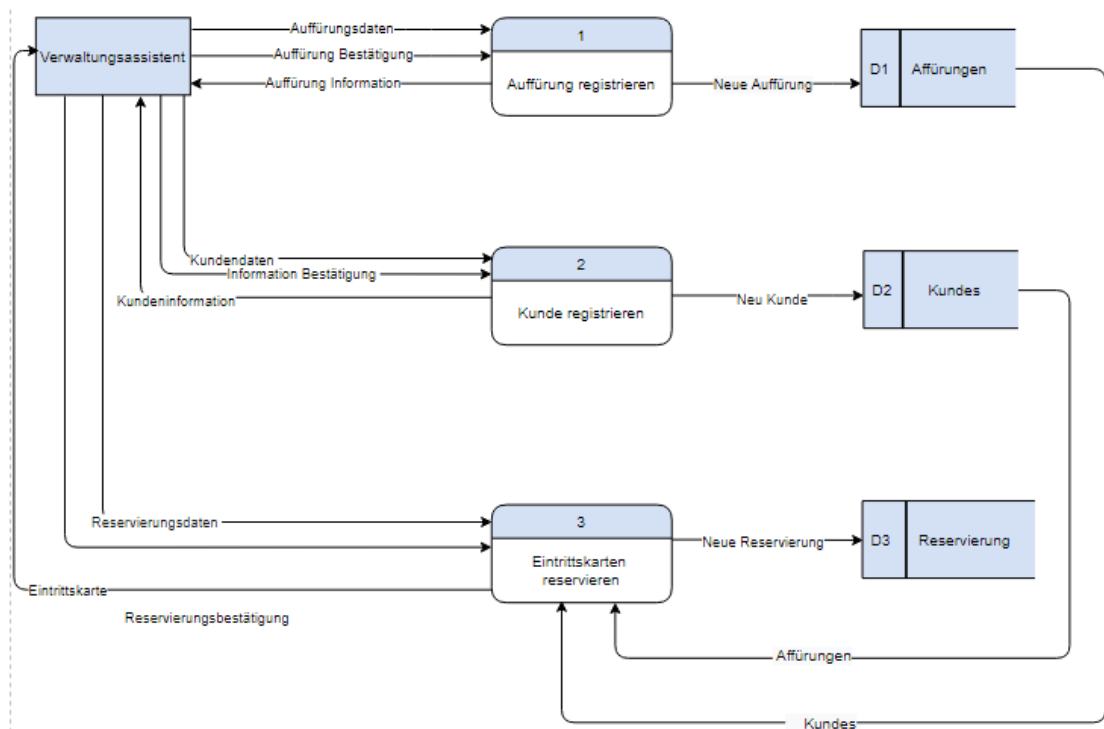 Verwaltungsassistent
Auffürungsdaten
Auffürung Bestätigung
Auffürung Information
1
Auffürung registrieren
Neue Auffürung
D1
Affürungen
Kundendaten
Information Bestätigung
Kundeninformation
2
Kunde registrieren
Neu Kunde
D2
Kundes
Reservierungsdaten
3
Eintrittskarten
reservieren
Neue Reservierung
D3
Reservierung
Eintrittskarte
Reservierungsbestätigung
Affürungen
Kundes